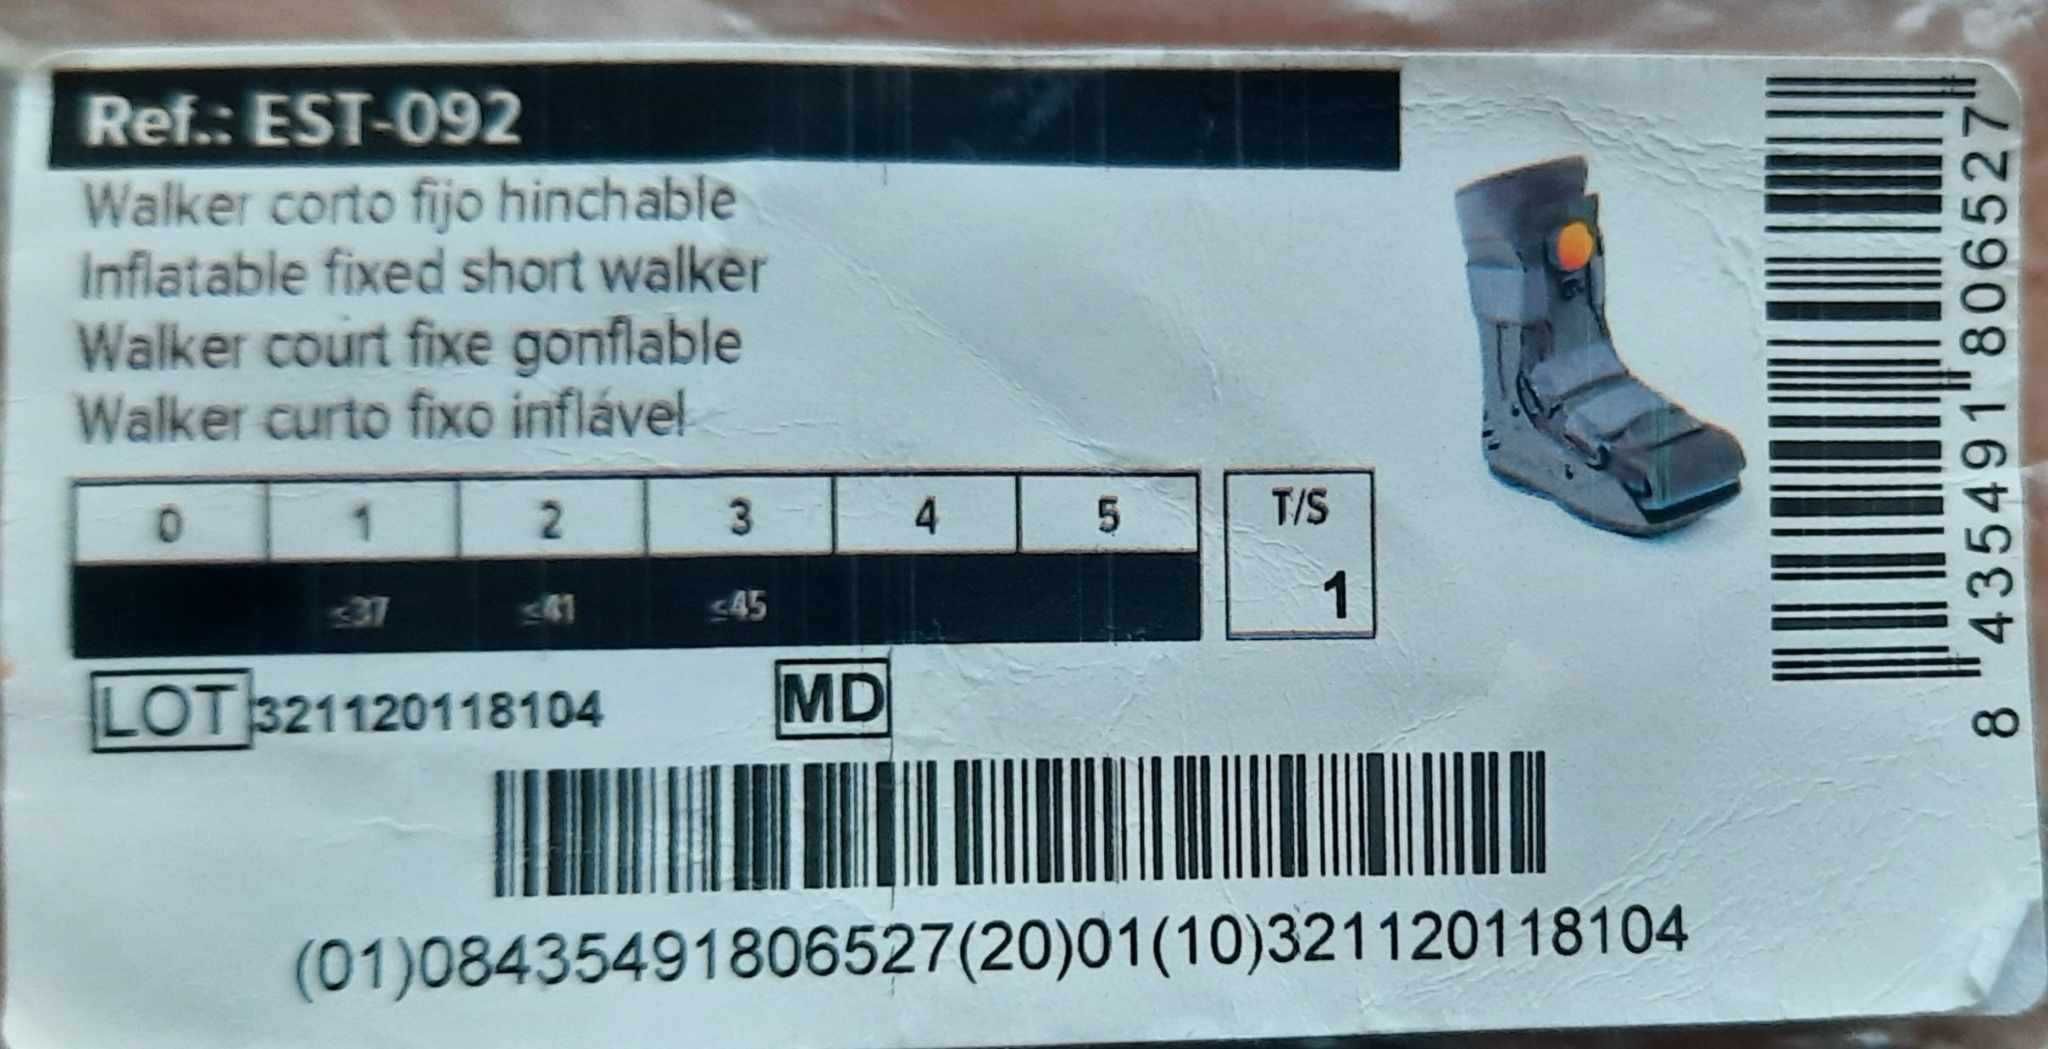 Ref.: EST-092
Walker corto fijo hinchable
Inflatable fixed short walker
Walker court fixe gonflable
Walker curto fixo inflável
0 1 2 3 4 5
≤37 ≤41 ≤45
T/S
1
LOT 321120118104
MD
(01)08435491806527(20)01(10)321120118104
8 435491 806527